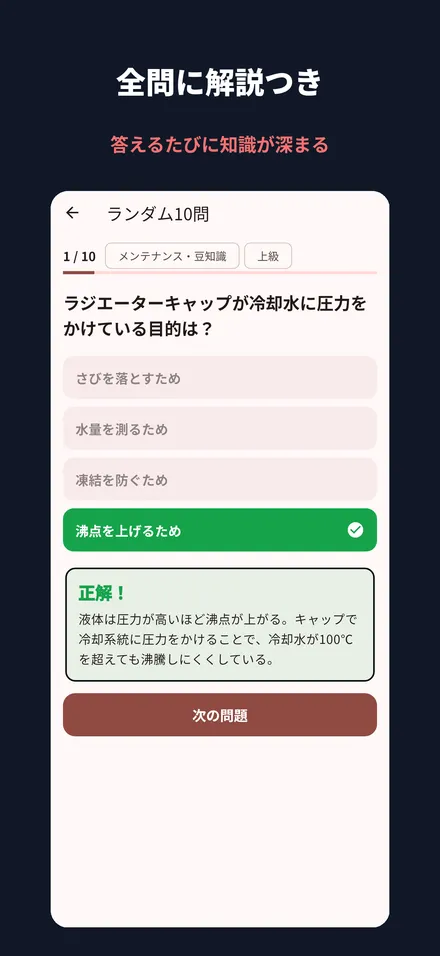 全問に解説つき
答えるたびに知識が深まる
ランダム10問
1 / 10 メンテナンス・豆知識 上級
ラジエーターキャップが冷却水に圧力を
かけている目的は？
さびを落とすため
水量を測るため
凍結を防ぐため
沸点を上げるため
正解！
液体は圧力が高いほど沸点が上がる。キャップで
冷却系統に圧力をかけることで、冷却水が100℃
を超えても沸騰しにくくしている。
次の問題